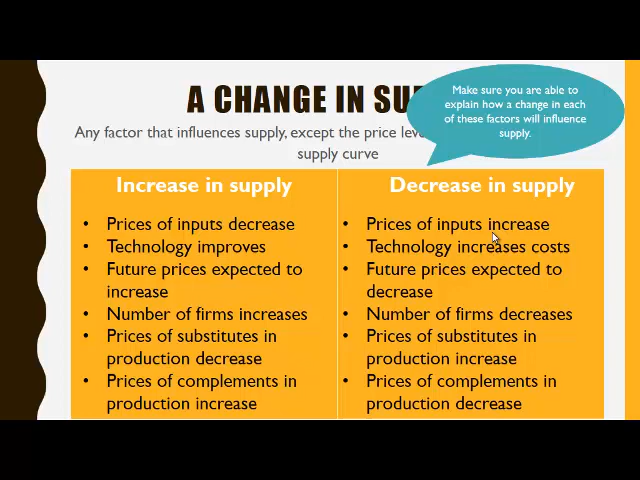 A CHANGE IN SU
Make sure you are able to
explain how a change in each
of these factors will influence
supply.
Any factor that influences supply, except the price
supply curve
Increase in supply
• Prices of inputs decrease
• Technology improves
• Future prices expected to
increase
• Number of firms increases
• Prices of substitutes in
production decrease
• Prices of complements in
production increase
Decrease in supply
• Prices of inputs increase
• Technology increases costs
• Future prices expected to
decrease
• Number of firms decreases
• Prices of substitutes in
production increase
• Prices of complements in
production decrease